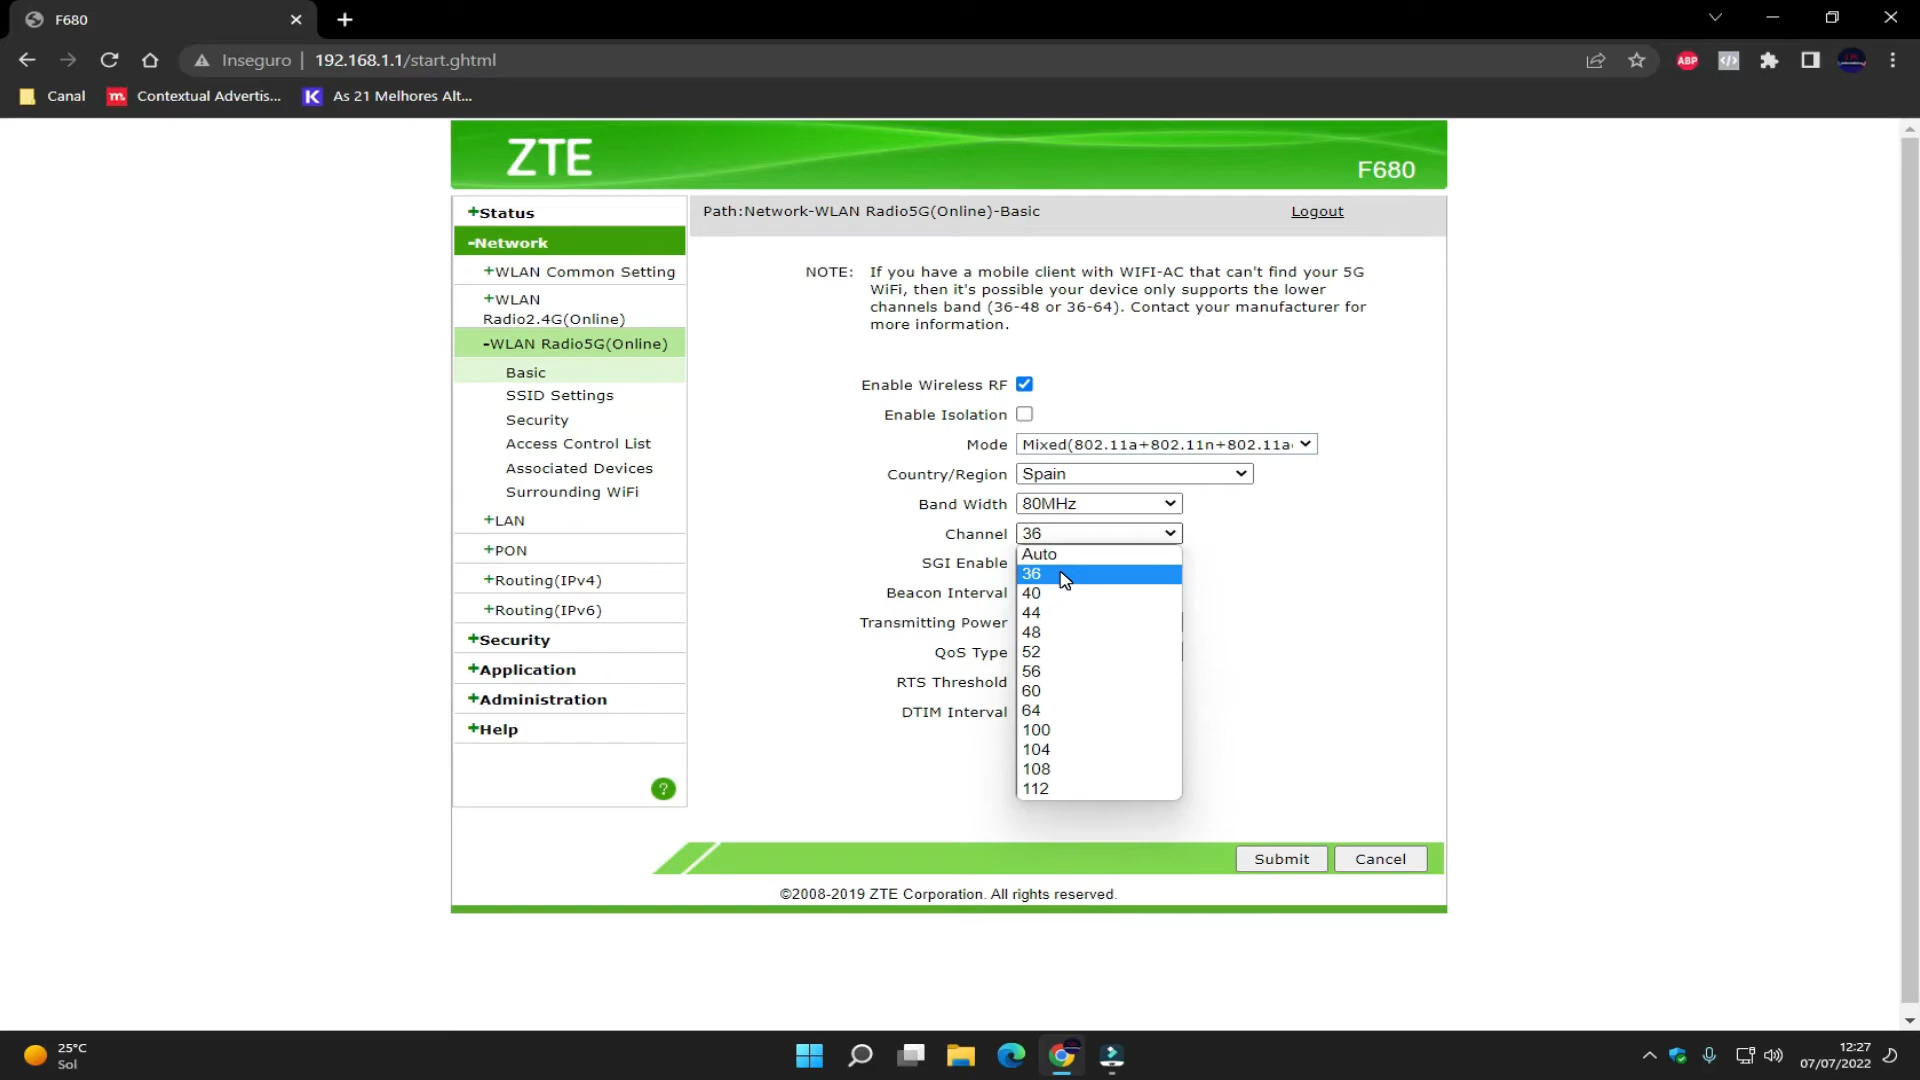 F680
Inseguro
192.168.1.1/start.ghtml
ABP
Canal
m. Contextual Advertis...
K As 21 Melhores Alt...
ZTE
F680
+Status
-Network
+WLAN Common Setting
+WLAN
Radio2.4G(Online)
-WLAN Radio5G(Online)
Basic
SSID Settings
Security
Access Control List
Associated Devices
Surrounding WiFi
+LAN
+PON
+Routing(IPv4)
+Routing(IPv6)
+Security
+Application
+Administration
+Help
?
Path:Network-WLAN Radio5G(Online)-Basic
Logout
NOTE: If you have a mobile client with WIFI-AC that can't find your 5G
WiFi, then it's possible your device only supports the lower
channels band (36-48 or 36-64). Contact your manufacturer for
more information.
Enable Wireless RF
Enable Isolation
Mode Mixed(802.11a+802.11n+802.11a
Country/Region Spain
Band Width 80MHz
Channel 36
SGI Enable
Beacon Interval
Transmitting Power
QoS Type
RTS Threshold
DTIM Interval
Auto
36
40
44
48
52
56
60
64
100
104
108
112
Submit
Cancel
©2008-2019 ZTE Corporation. All rights reserved.
25°C
Sol
12:27
07/07/2022